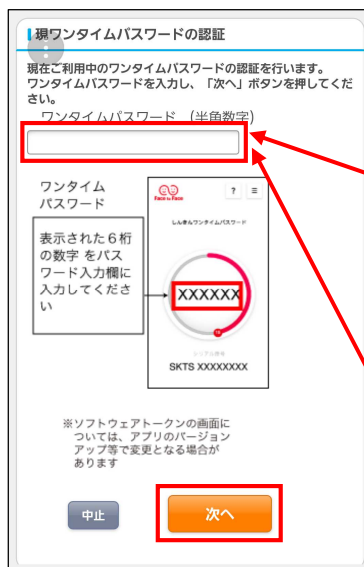 現ワンタイムパスワードの認証
現在ご利用中のワンタイムパスワードの認証を行います。
ワンタイムパスワードを入力し、「次へ」ボタンを押してくだ
さい。
ワンタイムパスワード (半角数字)
ワンタイム
パスワード
表示された6桁
の数字 をパス
ワード入力欄に
入力してくださ
い
Face to Face
?
しんきんワンタイムパスワード
XXXXXX
シリアル番号
SKTS XXXXXXXX
※ソフトウェアトークンの画面に
ついては、アプリのバージョン
アップ等で変更となる場合が
あります
中止
次へ